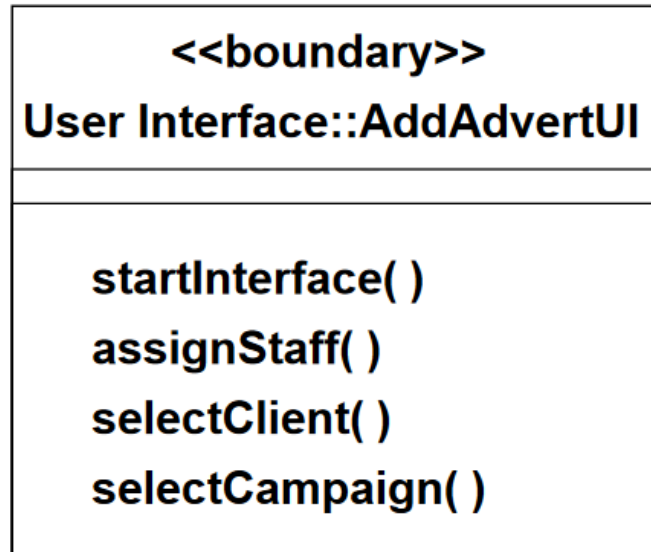 <<boundary>>
User Interface::AddAdvertUI
startInterface( )
assignStaff( )
selectClient( )
selectCampaign( )